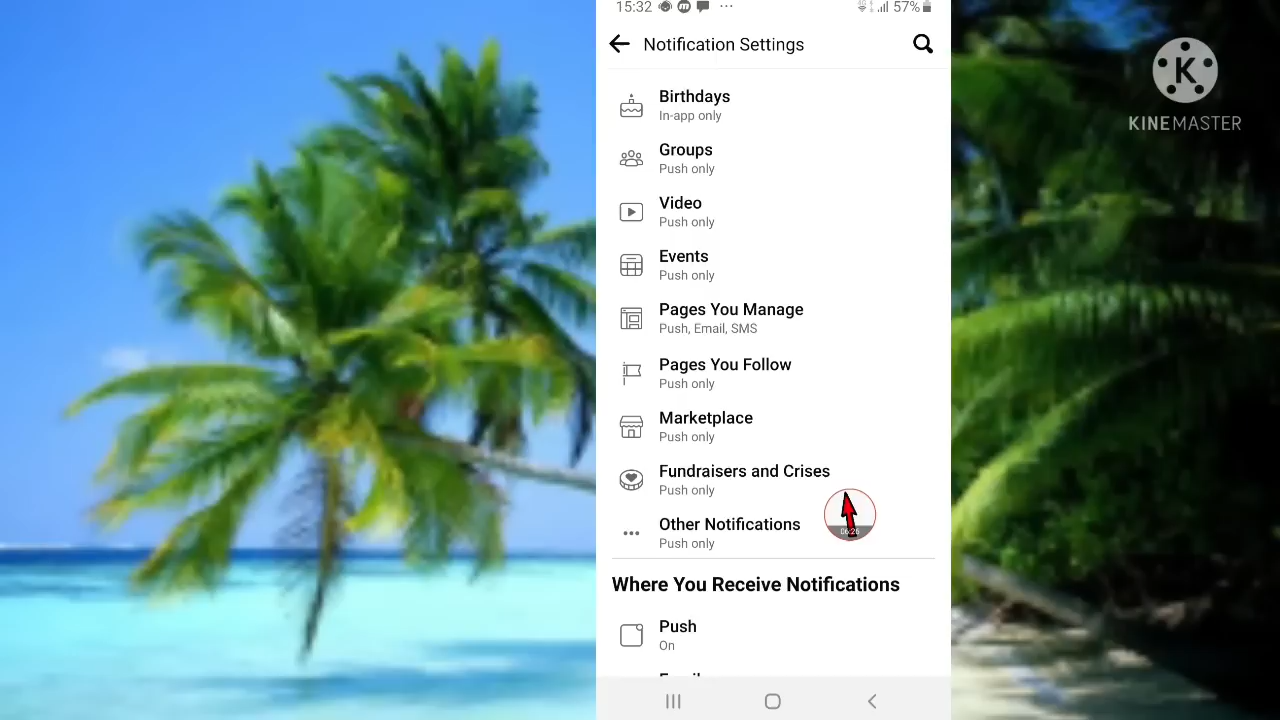 15:32
57%
Notification Settings
KINEMASTER
Birthdays
In-app only
Groups
Push only
Video
Push only
Events
Push only
Pages You Manage
Push, Email, SMS
Pages You Follow
Push only
Marketplace
Push only
Fundraisers and Crises
Push only
06:26
Other Notifications
Push only
Where You Receive Notifications
Push
On